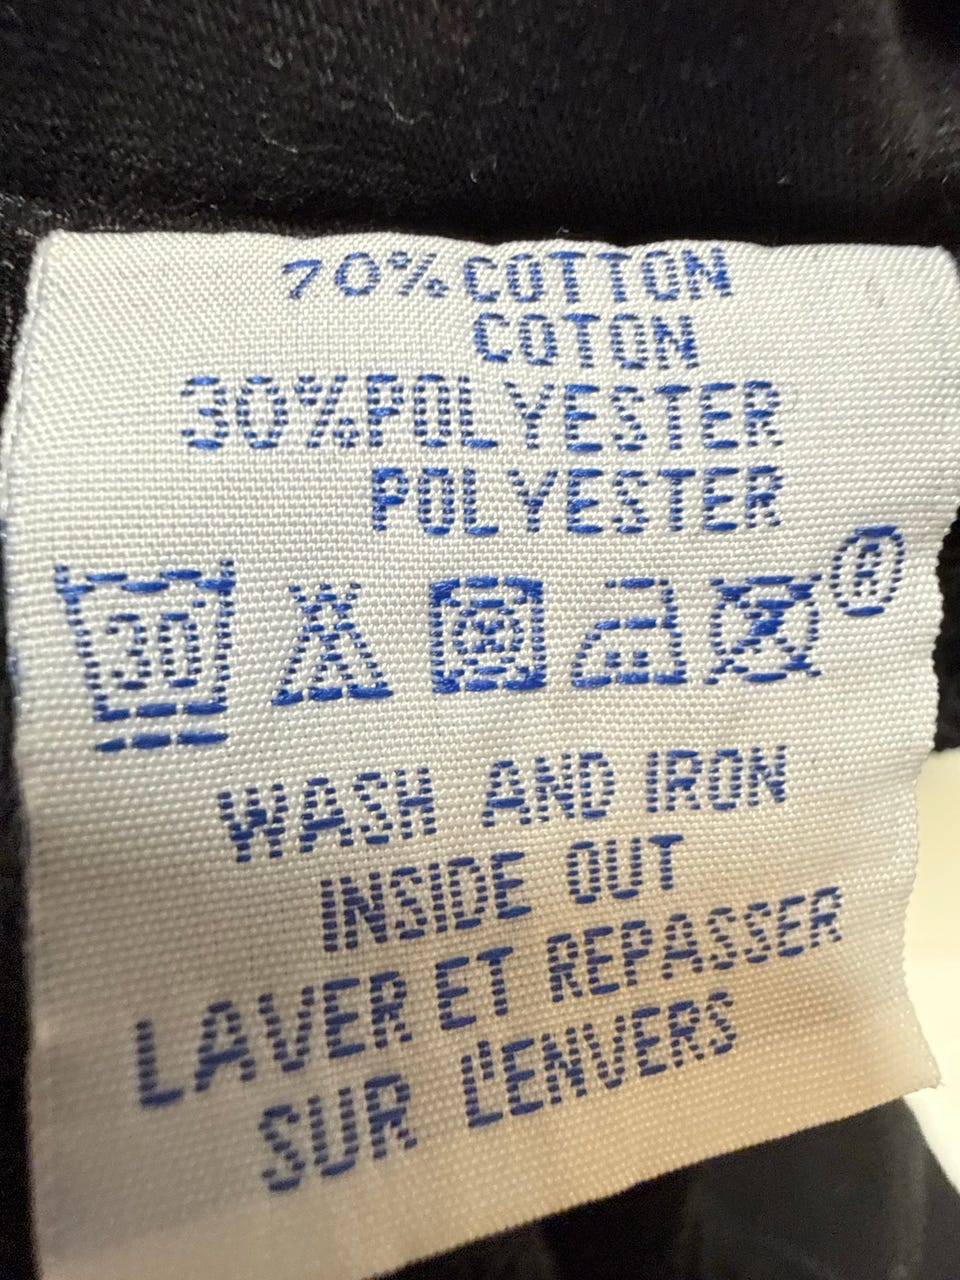 70% COTTON
COTON
30% POLYESTER
POLYESTER
30 ®
WASH AND IRON
INSIDE OUT
LAVER ET REPASSER
SUR L'ENVERS